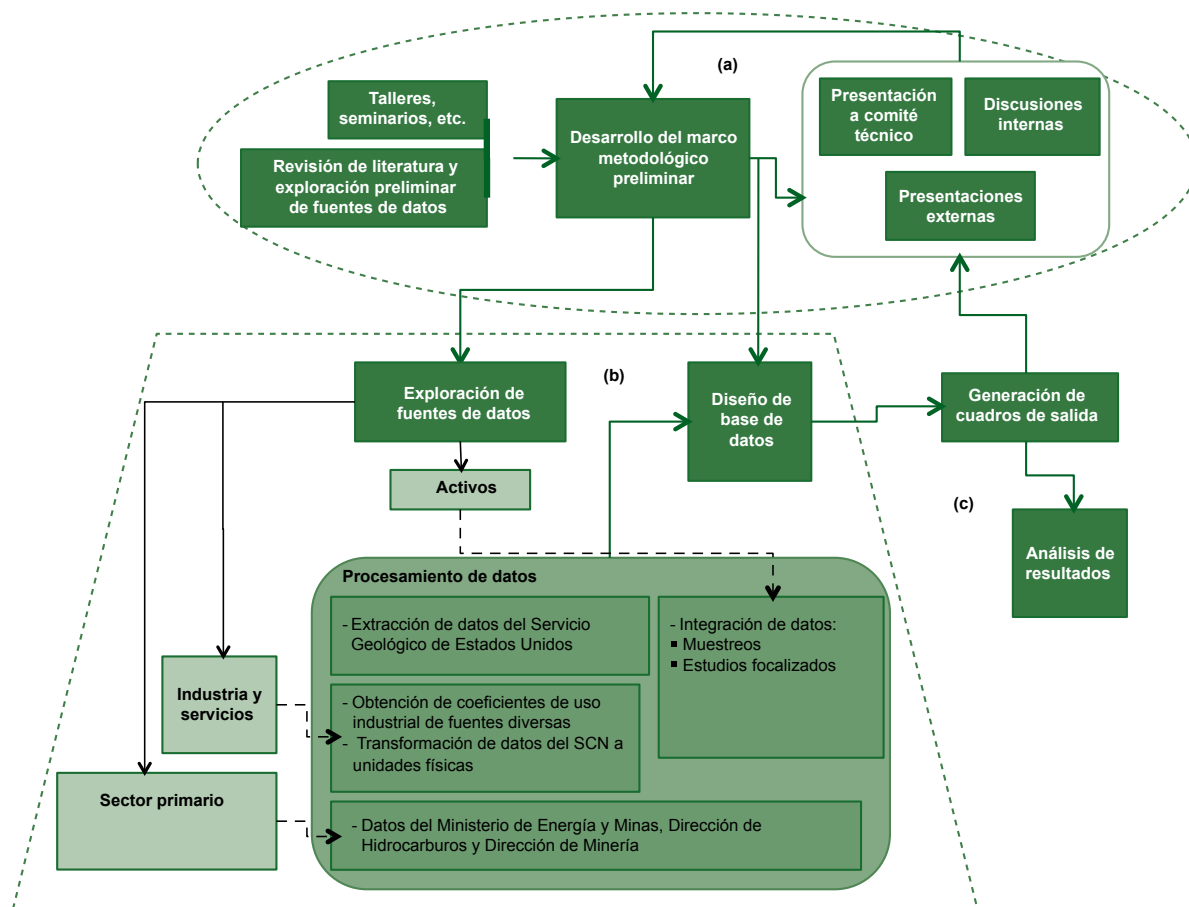 (a)
Talleres,
seminarios, etc.
Revisión de literatura y
exploración preliminar
de fuentes de datos
Desarrollo del marco
metodológico
preliminar
Presentación
a comité
técnico
Discusiones
internas
Presentaciones
externas
(b)
Exploración de
fuentes de datos
Diseño de
base de
datos
Generación de
cuadros de salida
Activos
(c)
Análisis de
resultados
Procesamiento de datos
- Extracción de datos del Servicio
Geológico de Estados Unidos
- Integración de datos:
▪ Muestreos
▪ Estudios focalizados
Industria y
servicios
- Obtención de coeficientes de uso
industrial de fuentes diversas
- Transformación de datos del SCN a
unidades físicas
Sector primario
- Datos del Ministerio de Energía y Minas, Dirección de
Hidrocarburos y Dirección de Minería